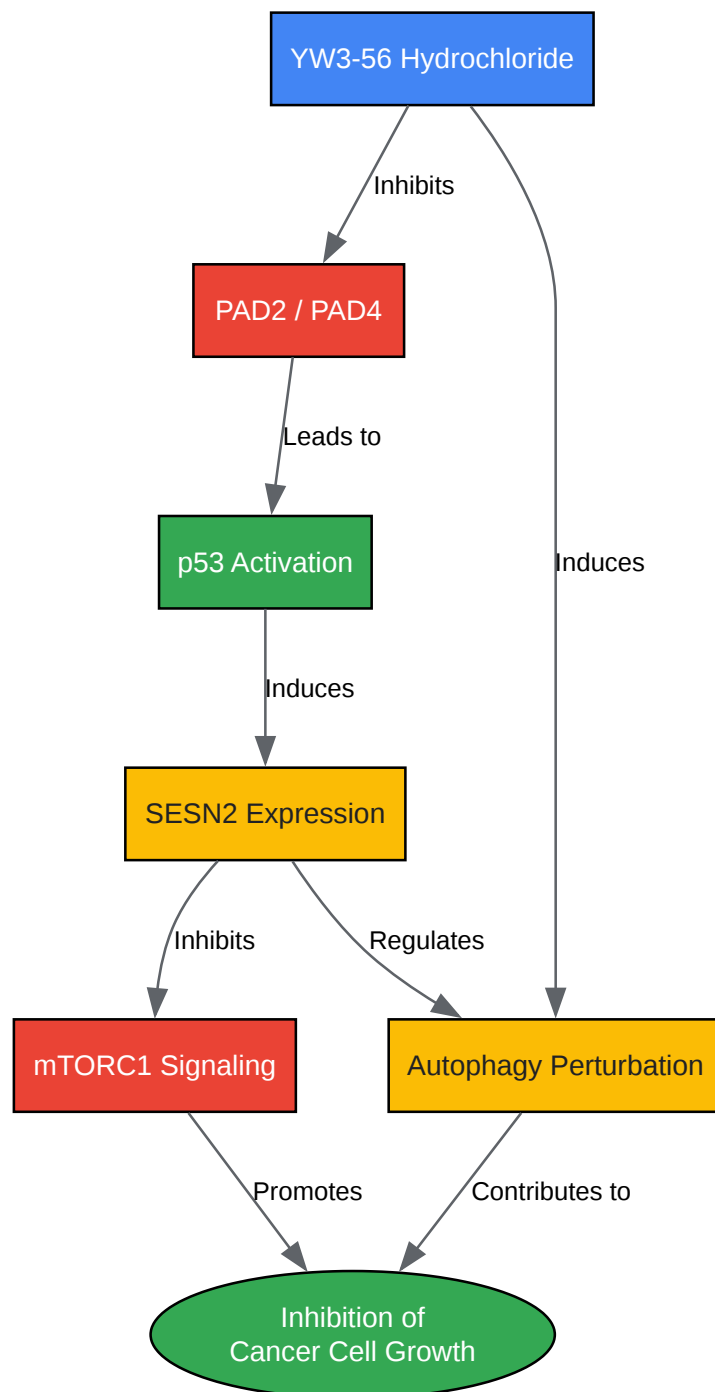 YW3-56 Hydrochloride
Inhibits
PAD2 / PAD4
Leads to
p53 Activation
Induces
Induces
SESN2 Expression
Inhibits
Regulates
mTORC1 Signaling
Autophagy Perturbation
Promotes
Contributes to
Inhibition of
Cancer Cell Growth